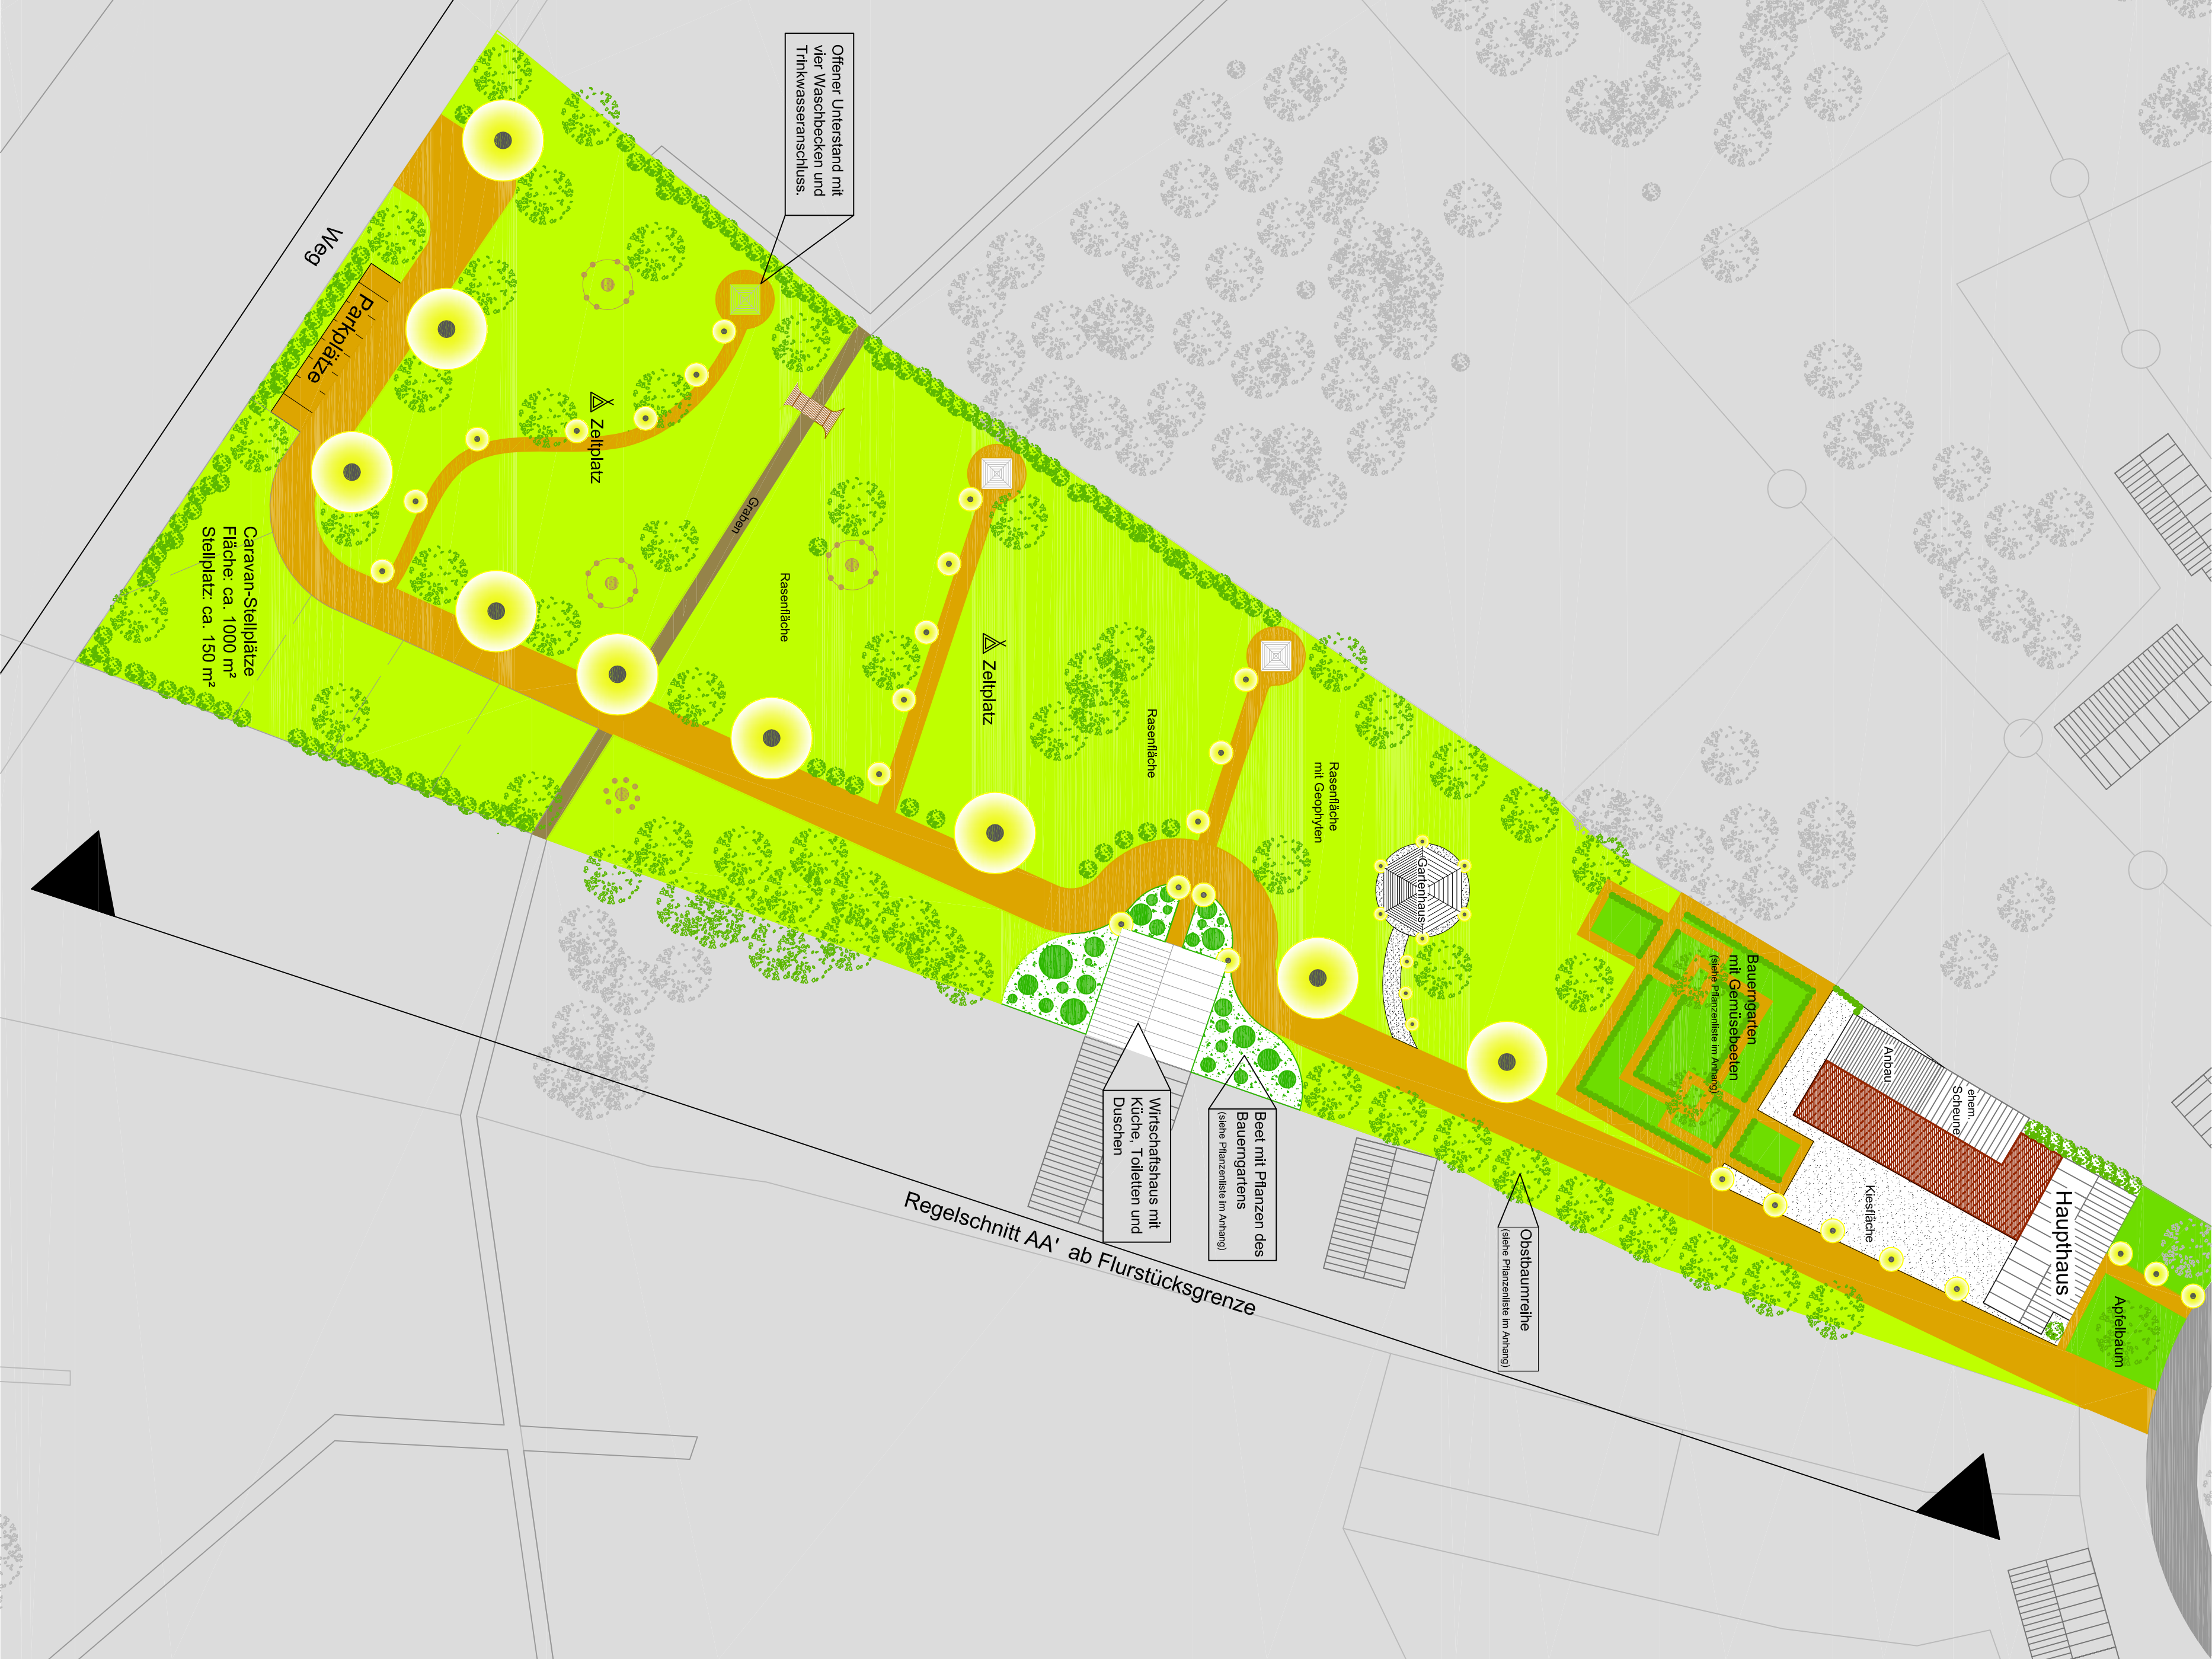 Offener Unterstand mit
vier Waschbecken und
Trinkwasseranschluss.
Weg
Parkplätze
Zeltplatz
Graben
Caravan-Stellplätze
Fläche: ca. 1000 m²
Stellplatz: ca. 150 m²
Rasenfläche
Zeltplatz
Rasenfläche
Rasenfläche
mit Geophyten
Gartenhaus
Bauerngarten
mit Gemüsebeeten
(siehe Pflanzenliste im Anhang)
Anbau
ehem.
Scheune
Kiesfläche
Haupthaus
Apfelbaum
Wirtschaftshaus mit
Küche, Toiletten und
Duschen
Beet mit Pflanzen des
Bauerngartens
(siehe Pflanzenliste im Anhang)
Obstbaumreihe
(siehe Pflanzenliste im Anhang)
Regelschnitt AA' ab Flurstücksgrenze